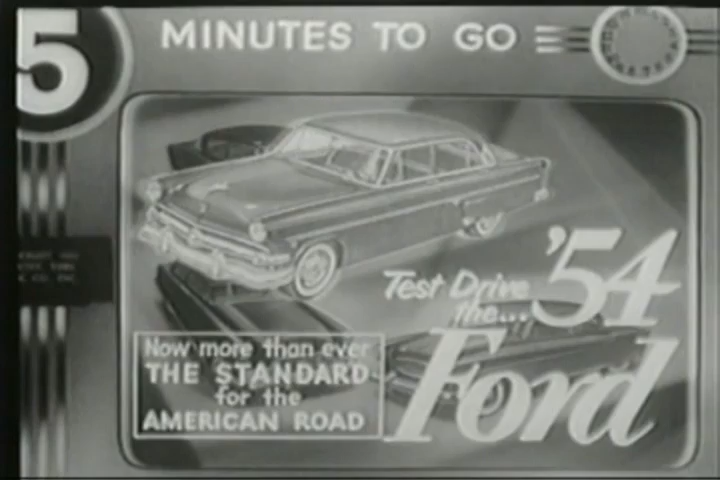 5 MINUTES TO GO
Test Drive
the...
'54
Ford
Now more than ever
THE STANDARD
for the
AMERICAN ROAD